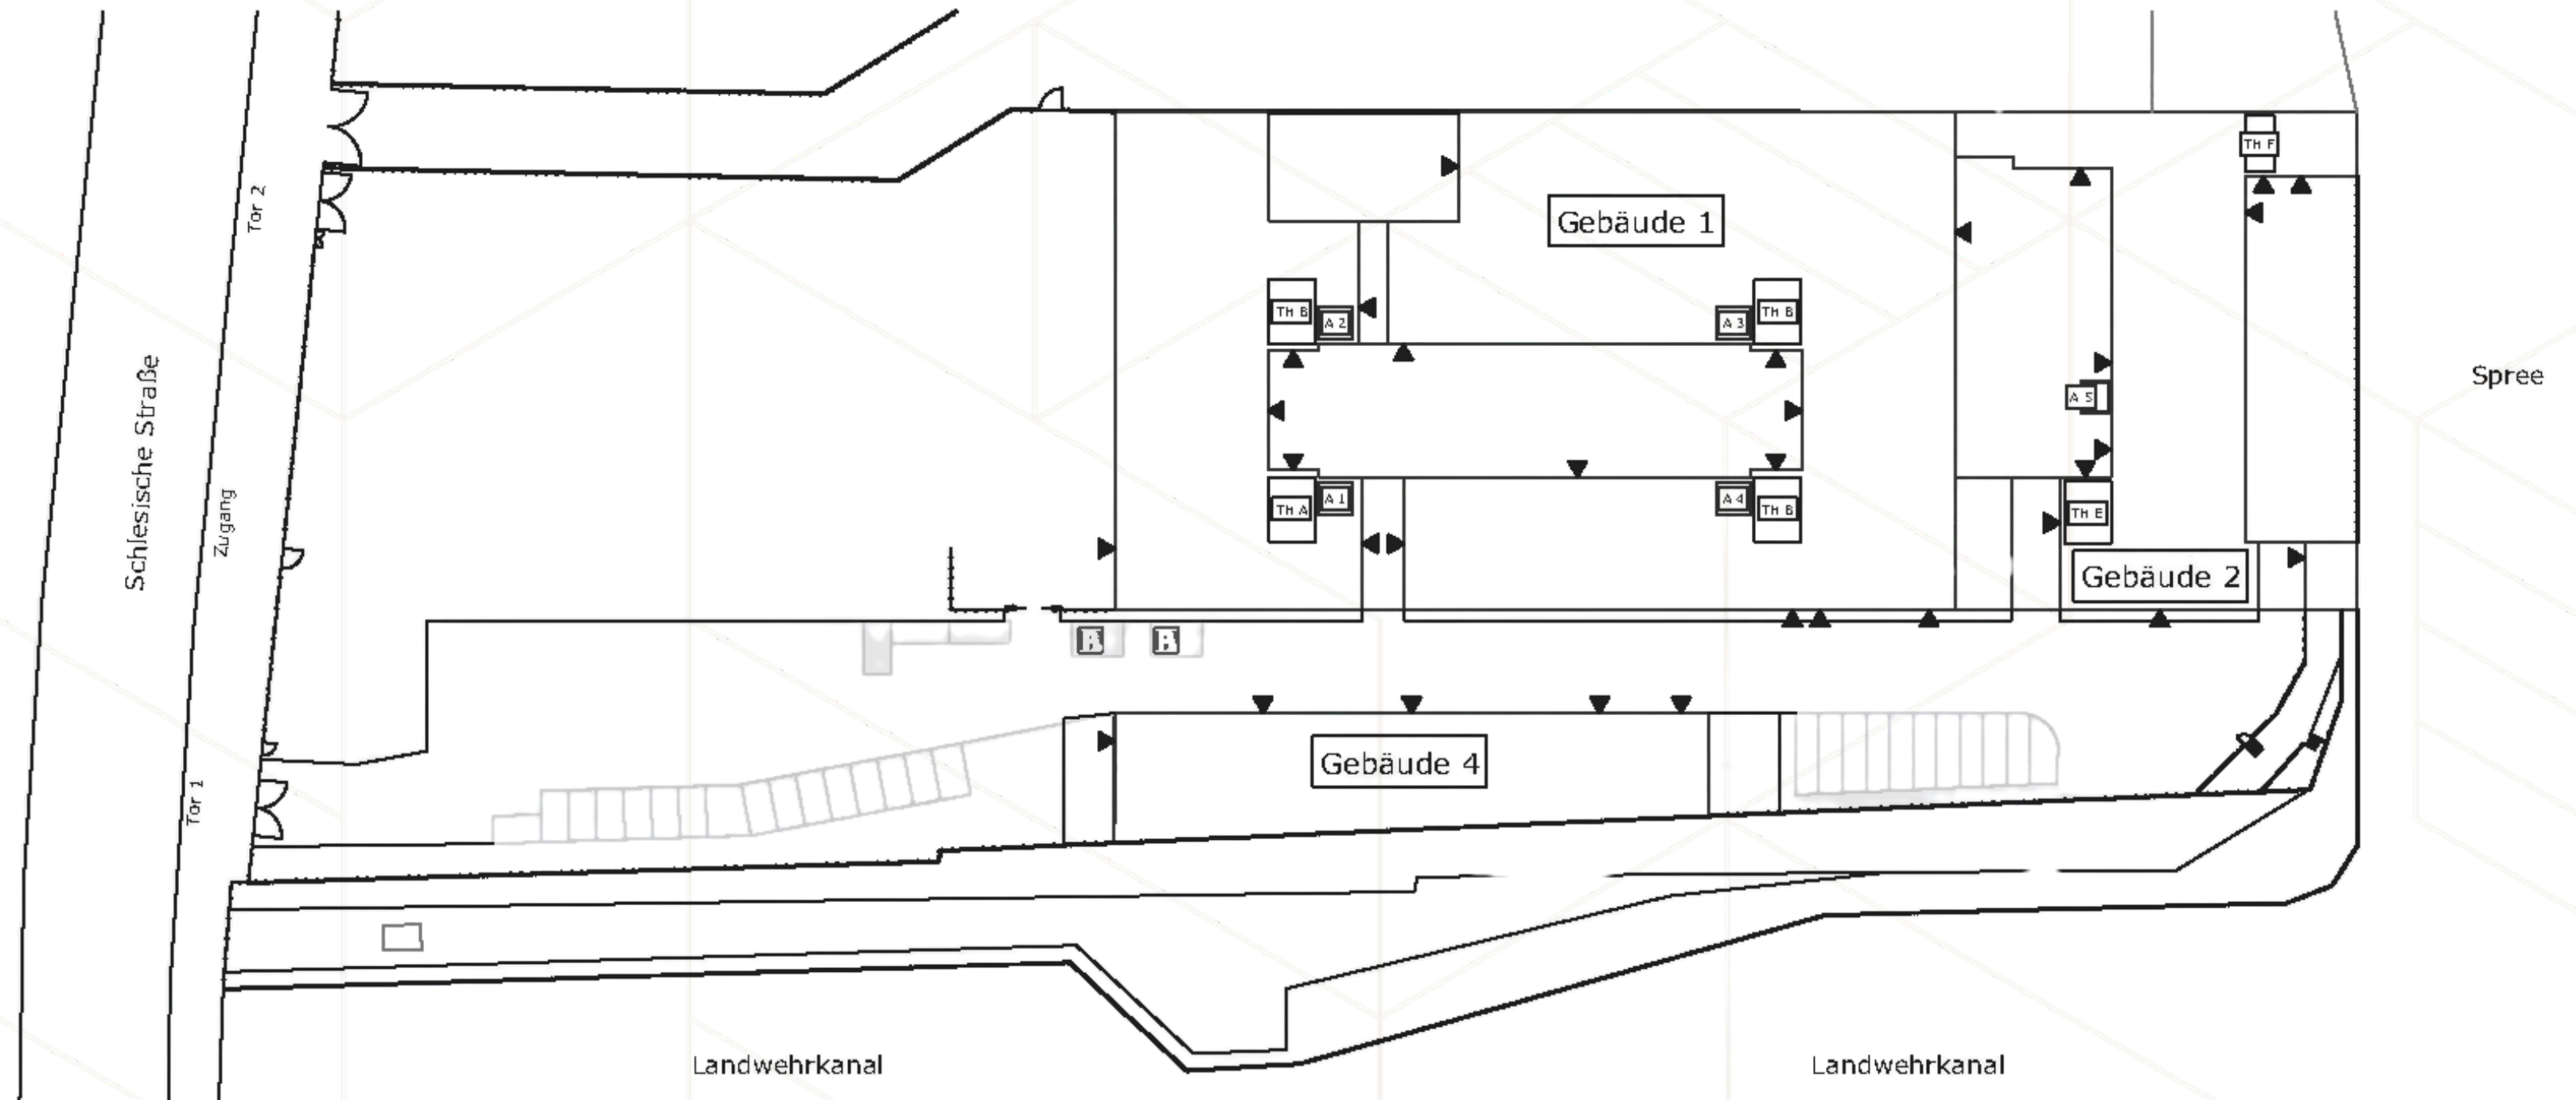 TH F
Tor 2
Gebäude 1
TH B
A 2
A 3
TH B
Schlesische Straße
Spree
A 5
Zugang
TH A
A 1
A 4
TH B
TH E
Gebäude 2
B
B
Tor 1
Gebäude 4
Landwehrkanal
Landwehrkanal